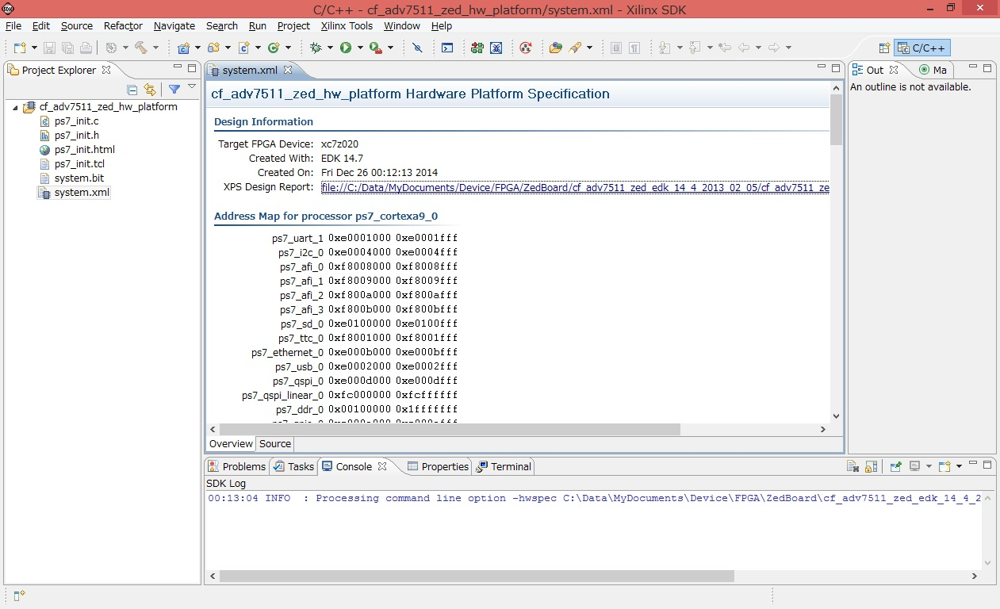 C/C++ - cf_adv7511_zed_hw_platform/system.xml - Xilinx SDK
File Edit Source Refactor Navigate Search Run Project Xilinx Tools Window Help
C/C++
Project Explorer
cf_adv7511_zed_hw_platform
ps7_init.c
ps7_init.h
ps7_init.html
ps7_init.tcl
system.bit
system.xml
system.xml
cf_adv7511_zed_hw_platform Hardware Platform Specification
Design Information
Target FPGA Device: xc7z020
Created With: EDK 14.7
Created On: Fri Dec 26 00:12:13 2014
XPS Design Report: file://C:/Data/MyDocuments/Device/FPGA/ZedBoard/cf_adv7511_zed_edk_14_4_2013_02_05/cf_adv7511_ze
Address Map for processor ps7_cortexa9_0
ps7_uart_1 0xe0001000 0xe0001fff
ps7_i2c_0 0xe0004000 0xe0004fff
ps7_afi_0 0xf8008000 0xf8008fff
ps7_afi_1 0xf8009000 0xf8009fff
ps7_afi_2 0xf800a000 0xf800afff
ps7_afi_3 0xf800b000 0xf800bfff
ps7_sd_0 0xe0100000 0xe0100fff
ps7_ttc_0 0xf8001000 0xf8001fff
ps7_ethernet_0 0xe000b000 0xe000bfff
ps7_usb_0 0xe0002000 0xe0002fff
ps7_qspi_0 0xe000d000 0xe000dfff
ps7_qspi_linear_0 0xfc000000 0xfcffffff
ps7_ddr_0 0x00100000 0x1fffffff
Overview Source
Out Ma
An outline is not available.
Problems Tasks Console Properties Terminal
SDK Log
00:13:04 INFO : Processing command line option -hwspec C:\Data\MyDocuments\Device\FPGA\ZedBoard\cf_adv7511_zed_edk_14_4_2